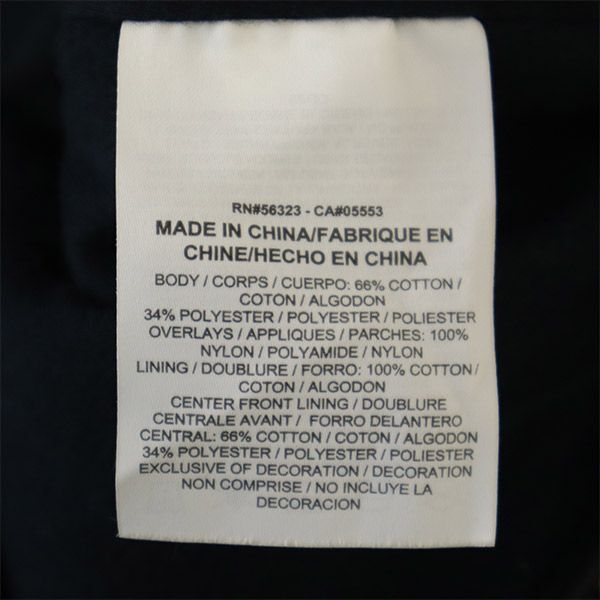 RN#56323 - CA#05553
MADE IN CHINA/FABRIQUE EN
CHINE/HECHO EN CHINA
BODY / CORPS / CUERPO: 66% COTTON /
COTON / ALGODON
34% POLYESTER / POLYESTER / POLIESTER
OVERLAYS / APPLIQUES / PARCHES: 100%
NYLON / POLYAMIDE / NYLON
LINING / DOUBLURE / FORRO: 100% COTTON /
COTON / ALGODON
CENTER FRONT LINING / DOUBLURE
CENTRALE AVANT / FORRO DELANTERO
CENTRAL: 66% COTTON / COTON / ALGODON
34% POLYESTER / POLYESTER / POLIESTER
EXCLUSIVE OF DECORATION / DECORATION
NON COMPRISE / NO INCLUYE LA
DECORACION